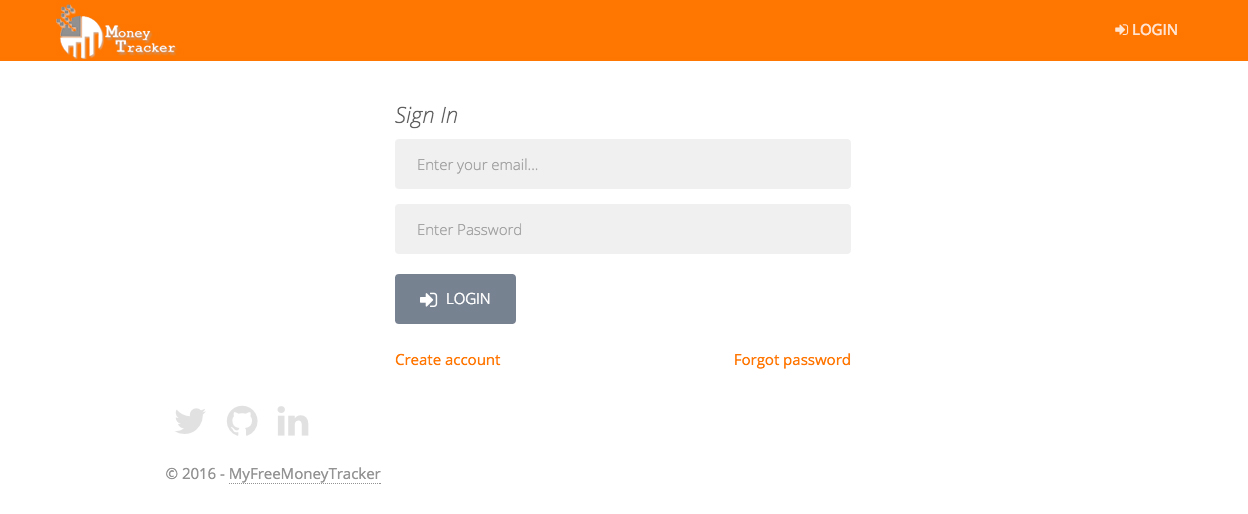 Money
Tracker
LOGIN
Sign In
Enter your email...
Enter Password
LOGIN
Create account
Forgot password
© 2016 - MyFreeMoneyTracker